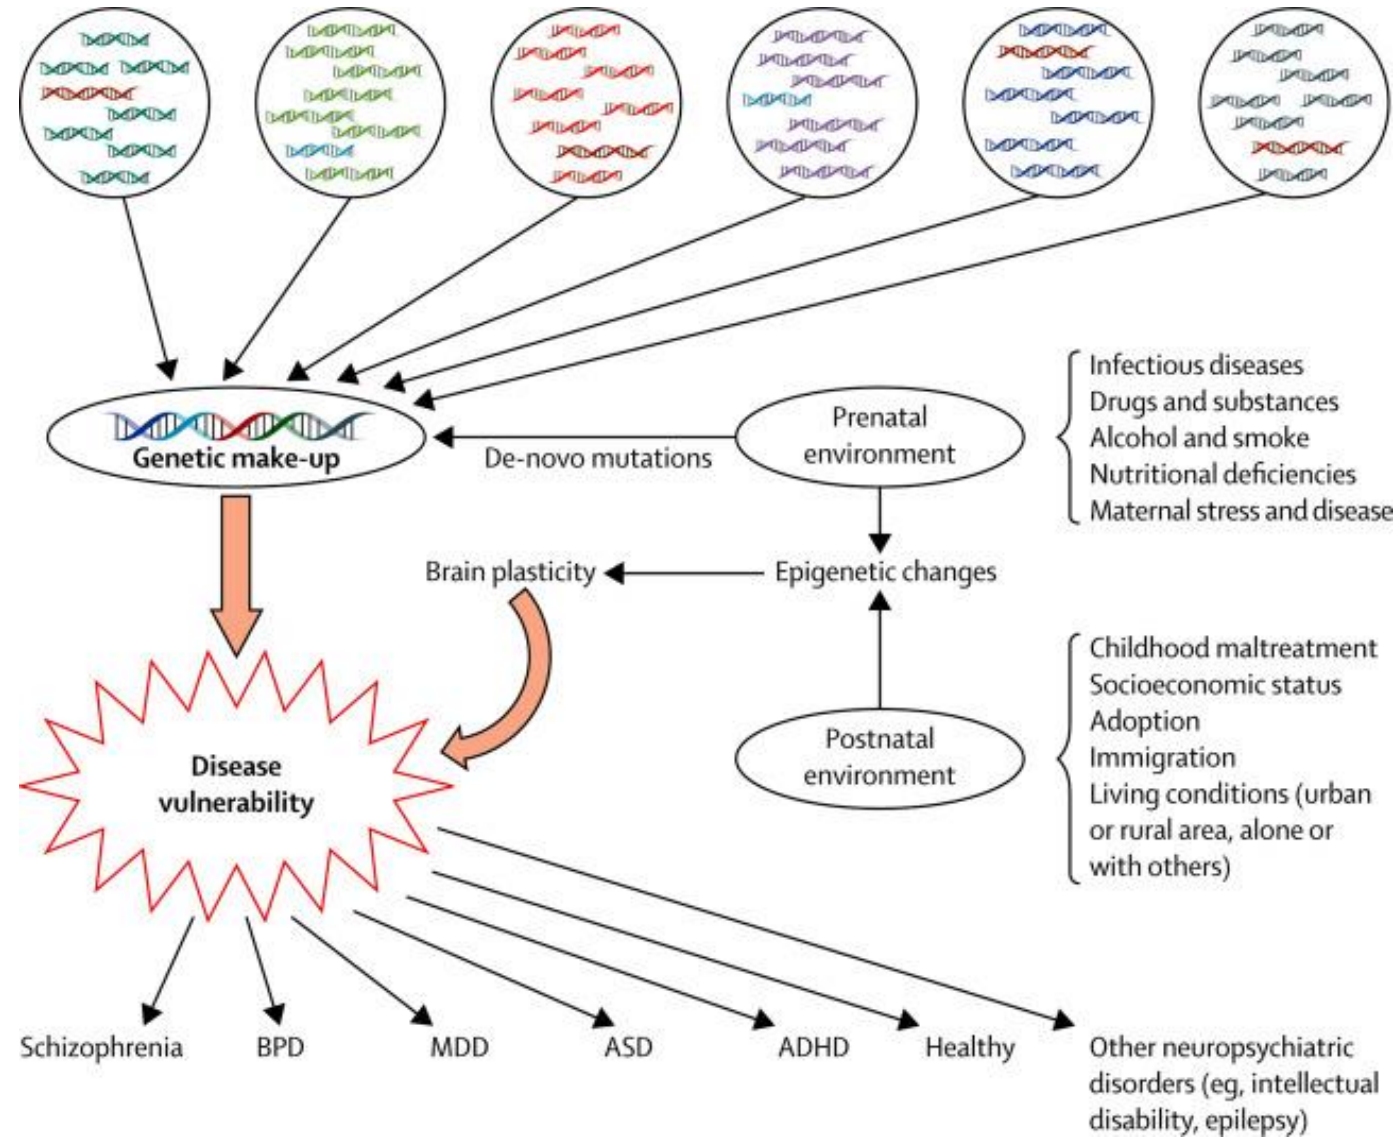 Genetic make-up
De-novo mutations
Prenatal
environment
Infectious diseases
Drugs and substances
Alcohol and smoke
Nutritional deficiencies
Maternal stress and disease
Brain plasticity
Epigenetic changes
Disease
vulnerability
Postnatal
environment
Childhood maltreatment
Socioeconomic status
Adoption
Immigration
Living conditions (urban
or rural area, alone or
with others)
Schizophrenia
BPD
MDD
ASD
ADHD
Healthy
Other neuropsychiatric
disorders (eg, intellectual
disability, epilepsy)